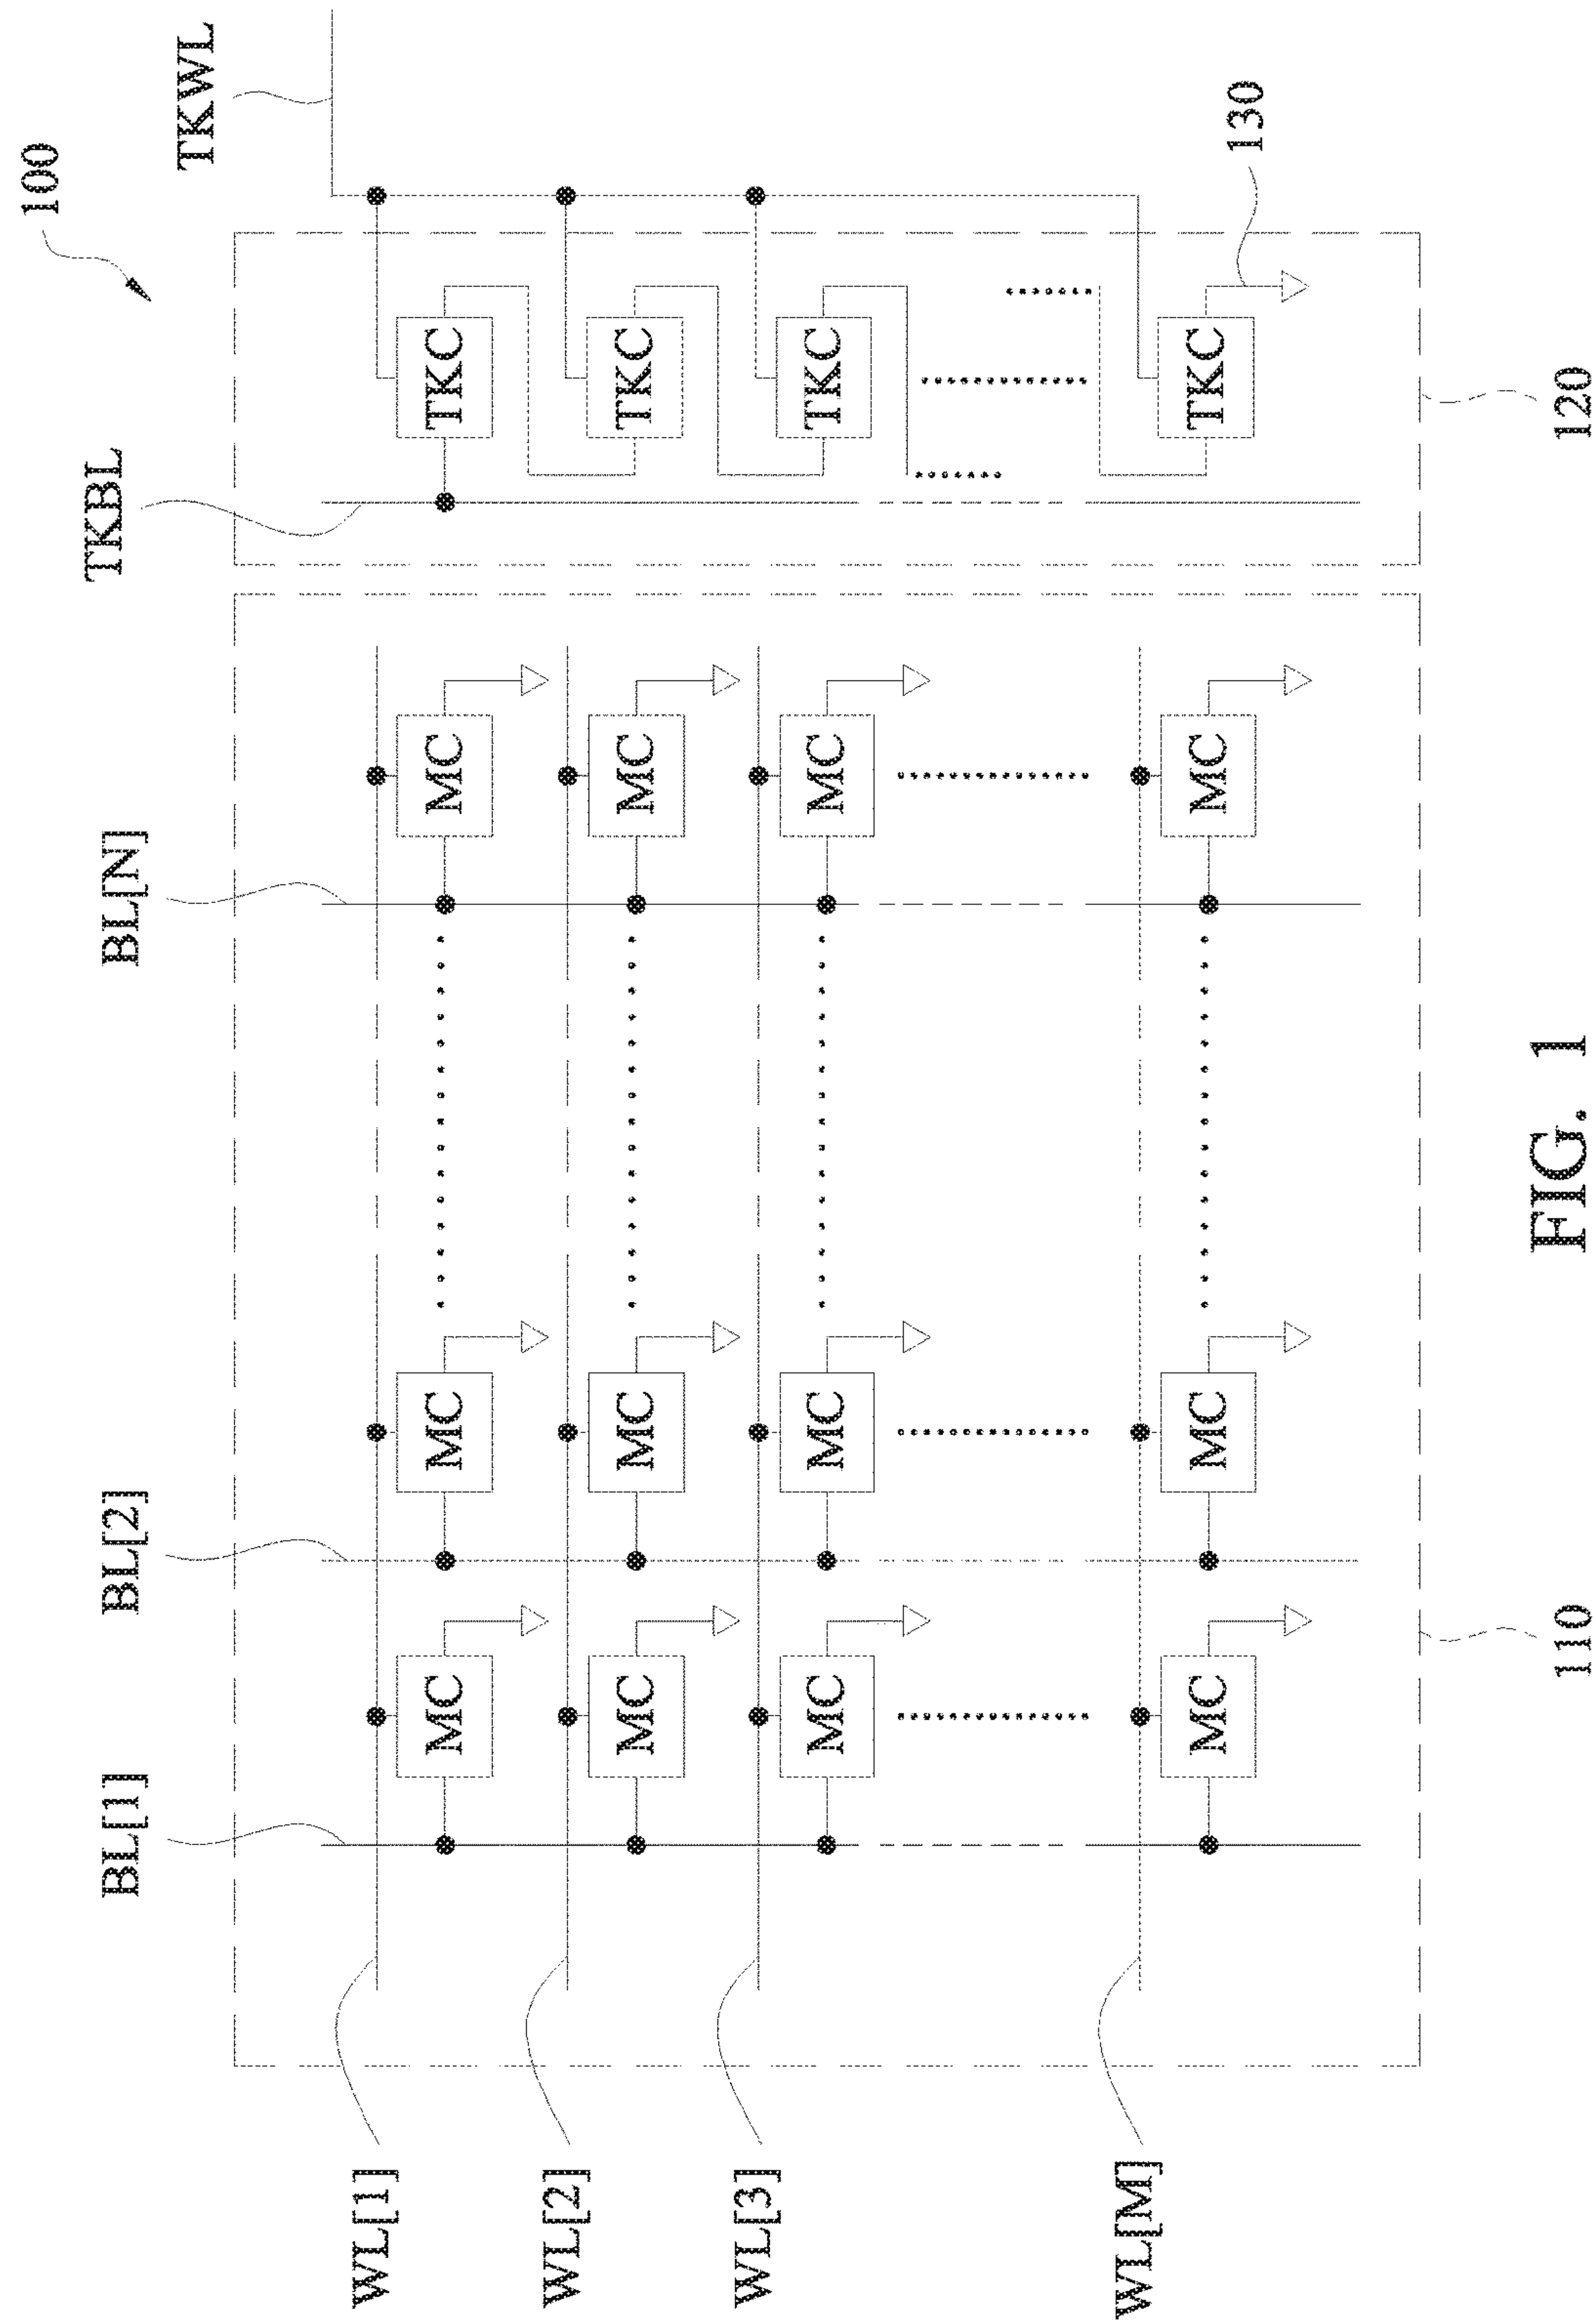 100
BL[1] BL[2] BL[N] TKBL
TKWL
WL[1]
MC MC MC TKC
WL[2]
MC MC MC TKC
WL[3]
MC MC MC TKC
WL[M]
MC MC MC TKC
130
110 120
FIG. 1